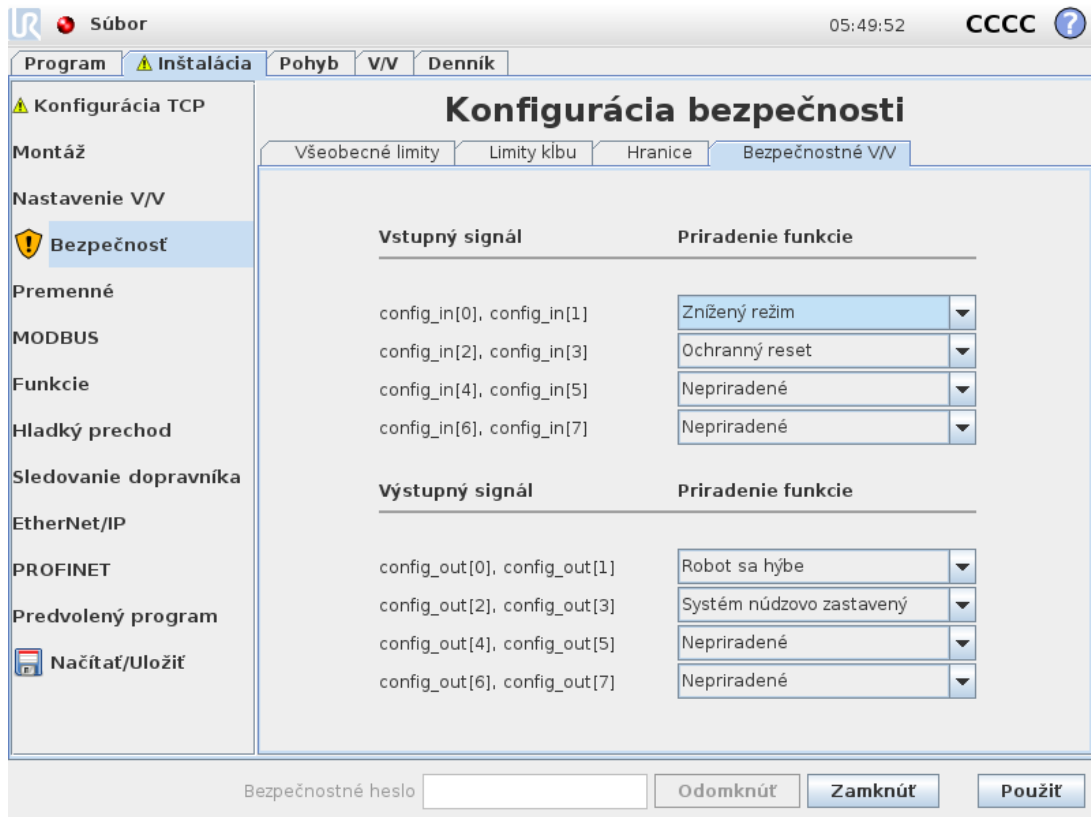 UR Súbor 05:49:52 CCCC ?
Program Inštalácia Pohyb V/V Denník
Konfigurácia TCP
Montáž
Nastavenie V/V
Bezpečnosť
Premenné
MODBUS
Funkcie
Hladký prechod
Sledovanie dopravníka
EtherNet/IP
PROFINET
Predvolený program
Načítať/Uložiť
Konfigurácia bezpečnosti
Všeobecné limity Limity kĺbu Hranice Bezpečnostné V/V
Vstupný signál Priradenie funkcie
config_in[0], config_in[1] Znížený režim
config_in[2], config_in[3] Ochranný reset
config_in[4], config_in[5] Nepriradené
config_in[6], config_in[7] Nepriradené
Výstupný signál Priradenie funkcie
config_out[0], config_out[1] Robot sa hýbe
config_out[2], config_out[3] Systém núdzovo zastavený
config_out[4], config_out[5] Nepriradené
config_out[6], config_out[7] Nepriradené
Bezpečnostné heslo Odomknúť Zamknúť Použiť